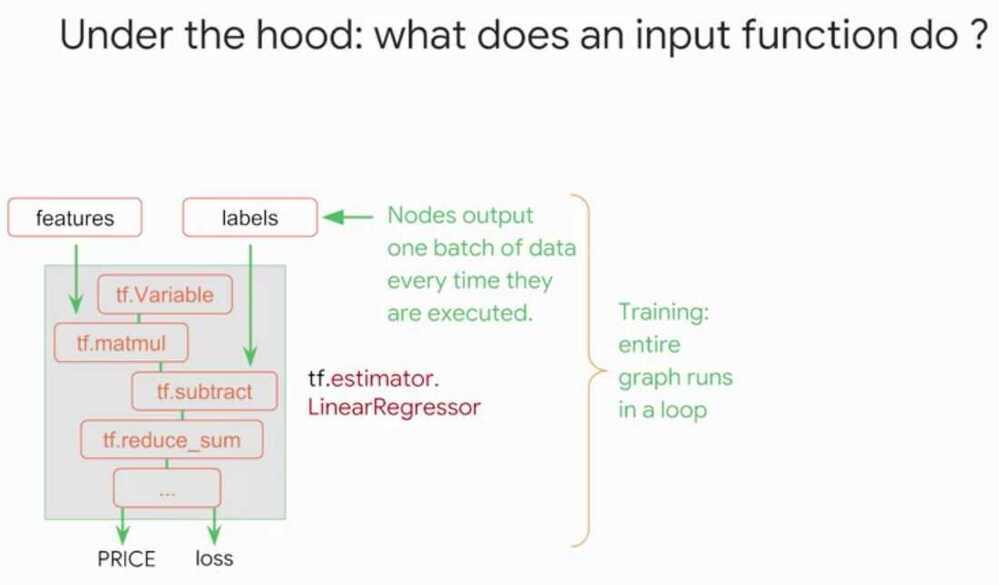 Under the hood: what does an input function do ?
features
labels
Nodes output
one batch of data
every time they
are executed.
tf.Variable
tf.matmul
tf.subtract
tf.reduce_sum
...
tf.estimator.
LinearRegressor
Training:
entire
graph runs
in a loop
PRICE
loss